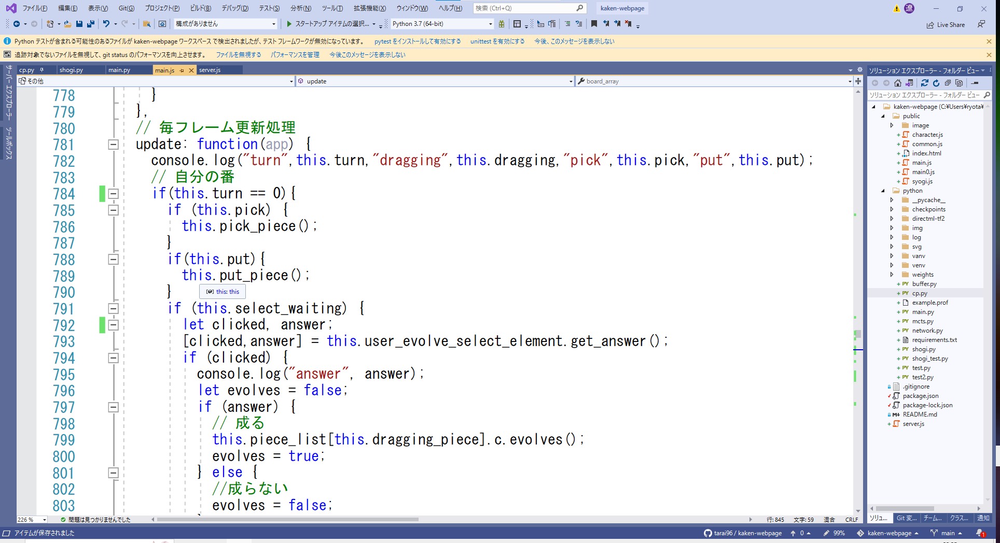 ファイル(F) 編集(E) 表示(V) Git(G) プロジェクト(P) ビルド(B) デバッグ(D) テスト(S) 分析(N) ツール(T) 拡張機能(X) ウィンドウ(W) ヘルプ(H) 検索 (Ctrl+Q) kaken-webpage 遼
構成がありません スタートアップ アイテムの選択... Python 3.7 (64-bit) Live Share
Python テストが含まれる可能性のあるファイルが kaken-webpage ワークスペース で検出されましたが、テスト フレームワークが無効になっています。 pytest をインストールして有効にする unittest を有効にする 今後、このメッセージを表示しない
追跡対象でないファイルを無視して、git status のパフォーマンスを向上させます。 ファイルを無視する パフォーマンスを管理 今後このメッセージを表示しない
サーバー エクスプローラー
ツールボックス
cp.py shogi.py main.py main.js server.js
その他 update board_array
778 }
779 },
780 // 毎フレーム更新処理
781 update: function(app) {
782 console.log("turn",this.turn,"dragging",this.dragging,"pick",this.pick,"put",this.put);
783 // 自分の番
784 if(this.turn == 0){
785 if (this.pick) {
786 this.pick_piece();
787 }
788 if(this.put){
789 this.put_piece();
790 }
this: this
791 if (this.select_waiting) {
792 let clicked, answer;
793 [clicked,answer] = this.user_evolve_select_element.get_answer();
794 if (clicked) {
795 console.log("answer", answer);
796 let evolves = false;
797 if (answer) {
798 // 成る
799 this.piece_list[this.dragging_piece].c.evolves();
800 evolves = true;
801 } else {
802 //成らない
803 evolves = false;
226 % 問題は見つかりませんでした 行: 845 文字: 59 混合 CRLF
ソリューション エクスプローラー - フォルダー ビュー
ソリューション エクスプローラー - フォルダー ビュー
kaken-webpage (C:¥Users¥ryota¥
public
image
character.js
common.js
index.html
main.js
main0.js
syogi.js
python
__pycache__
checkpoints
directml-tf2
img
log
svg
vanv
venv
weights
PY buffer.py
PY cp.py
example.prof
PY main.py
PY mcts.py
PY network.py
requirements.txt
PY shogi.py
PY shogi_test.py
PY test.py
PY test2.py
.gitignore
package.json
package-lock.json
README.md
server.js
ソリュ... Git 変... チーム... クラス... 通知
アイテムが保存されました tarai96 / kaken-webpage 0 99% kaken-webpage main 1